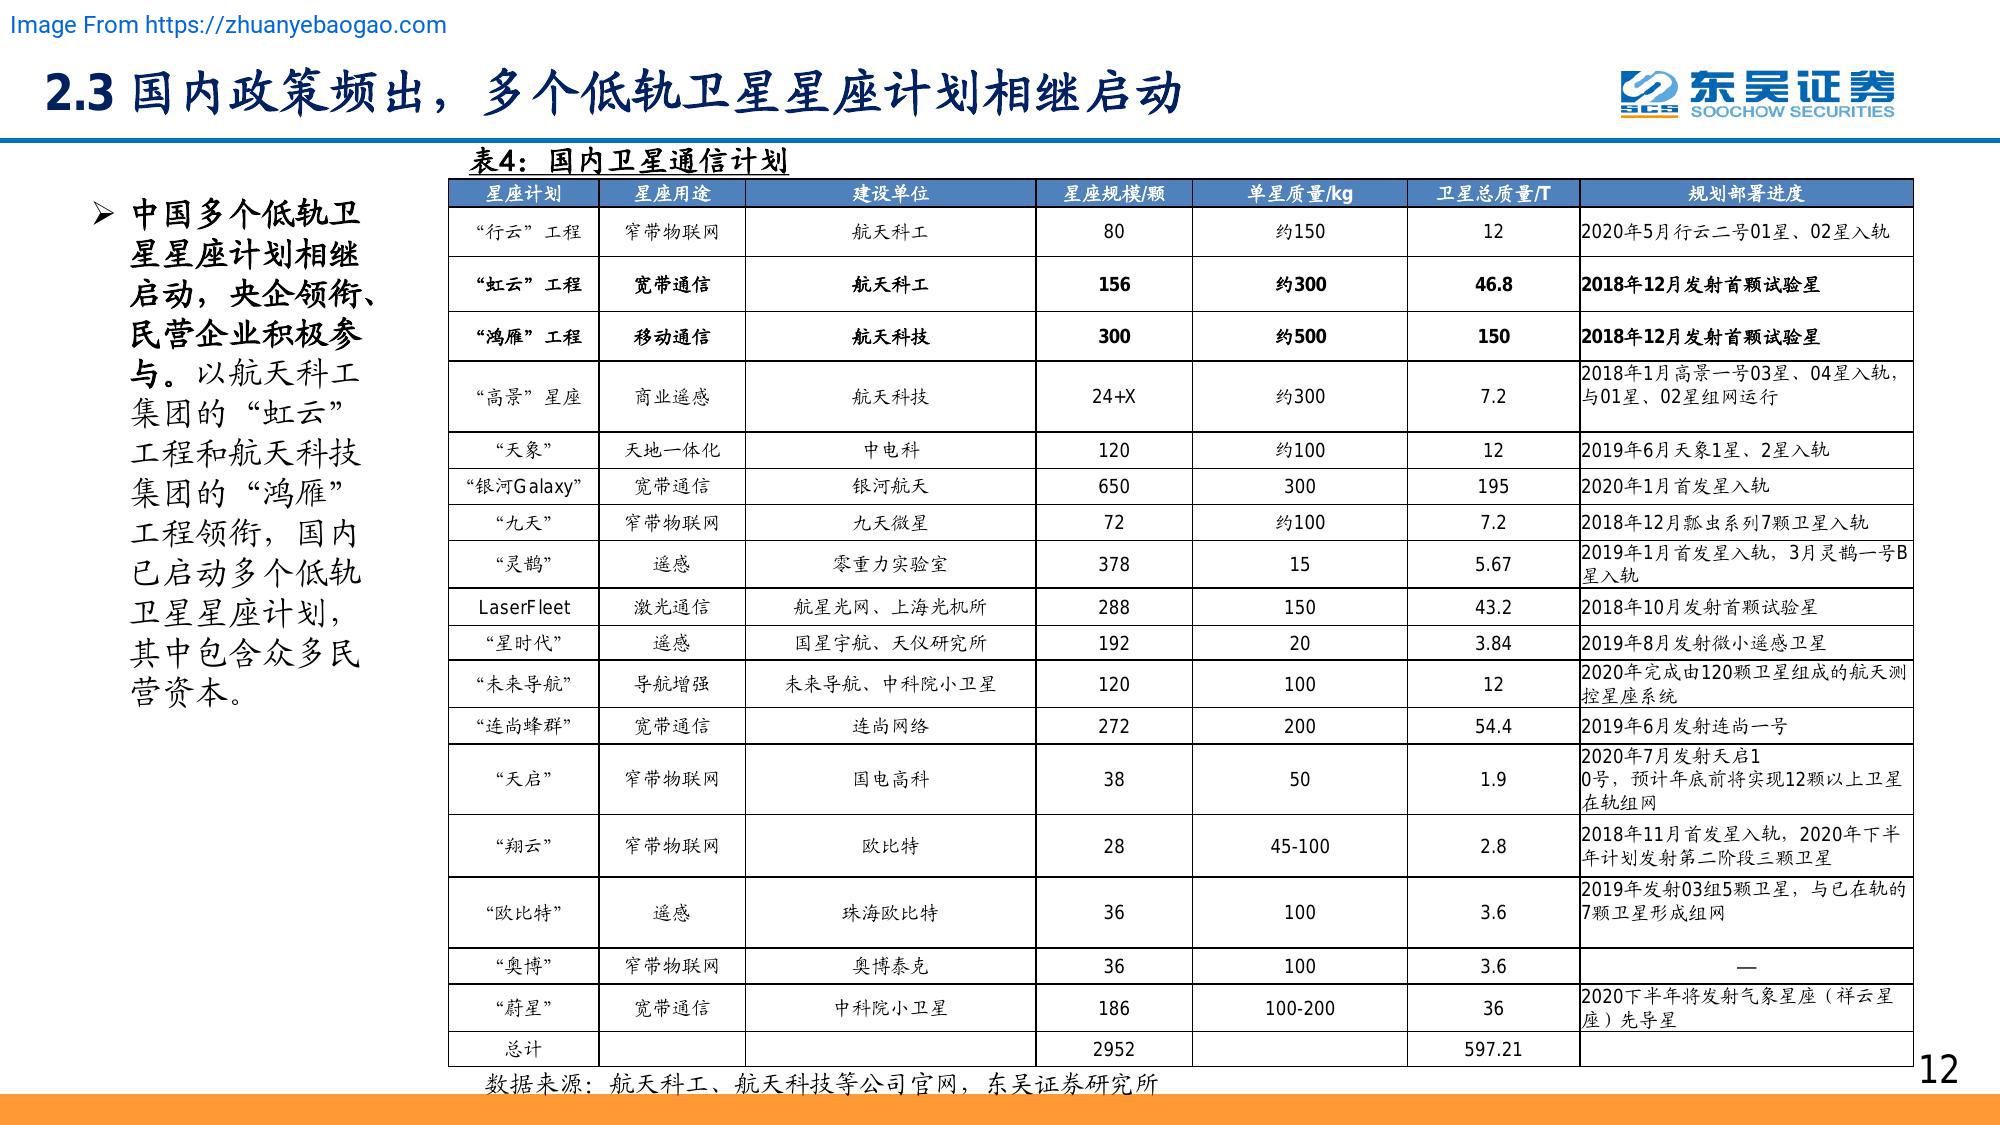 Image From https://zhuanyebaogao.com
2.3 国内政策频出，多个低轨卫星星座计划相继启动
SCS 东吴证券
SOOCHOW SECURITIES
➢ 中国多个低轨卫
星星座计划相继
启动，央企领衔、
民营企业积极参
与。以航天科工
集团的“虹云”
工程和航天科技
集团的“鸿雁”
工程领衔，国内
已启动多个低轨
卫星星座计划，
其中包含众多民
营资本。
表4：国内卫星通信计划
星座计划 星座用途 建设单位 星座规模/颗 单星质量/kg 卫星总质量/T 规划部署进度
“行云”工程 窄带物联网 航天科工 80 约150 12 2020年5月行云二号01星、02星入轨
“虹云”工程 宽带通信 航天科工 156 约300 46.8 2018年12月发射首颗试验星
“鸿雁”工程 移动通信 航天科技 300 约500 150 2018年12月发射首颗试验星
“高景”星座 商业遥感 航天科技 24+X 约300 7.2 2018年1月高景一号03星、04星入轨，
与01星、02星组网运行
“天象” 天地一体化 中电科 120 约100 12 2019年6月天象1星、2星入轨
“银河Galaxy” 宽带通信 银河航天 650 300 195 2020年1月首发星入轨
“九天” 窄带物联网 九天微星 72 约100 7.2 2018年12月瓢虫系列7颗卫星入轨
“灵鹊” 遥感 零重力实验室 378 15 5.67 2019年1月首发星入轨，3月灵鹊一号B
星入轨
LaserFleet 激光通信 航星光网、上海光机所 288 150 43.2 2018年10月发射首颗试验星
“星时代” 遥感 国星宇航、天仪研究所 192 20 3.84 2019年8月发射微小遥感卫星
“未来导航” 导航增强 未来导航、中科院小卫星 120 100 12 2020年完成由120颗卫星组成的航天测
控星座系统
“连尚蜂群” 宽带通信 连尚网络 272 200 54.4 2019年6月发射连尚一号
“天启” 窄带物联网 国电高科 38 50 1.9 2020年7月发射天启1
0号，预计年底前将实现12颗以上卫星
在轨组网
“翔云” 窄带物联网 欧比特 28 45-100 2.8 2018年11月首发星入轨，2020年下半
年计划发射第二阶段三颗卫星
“欧比特” 遥感 珠海欧比特 36 100 3.6 2019年发射03组5颗卫星，与已在轨的
7颗卫星形成组网
“奥博” 窄带物联网 奥博泰克 36 100 3.6 —
“蔚星” 宽带通信 中科院小卫星 186 100-200 36 2020下半年将发射气象星座（祥云星
座）先导星
总计 2952 597.21
数据来源：航天科工、航天科技等公司官网，东吴证券研究所
12